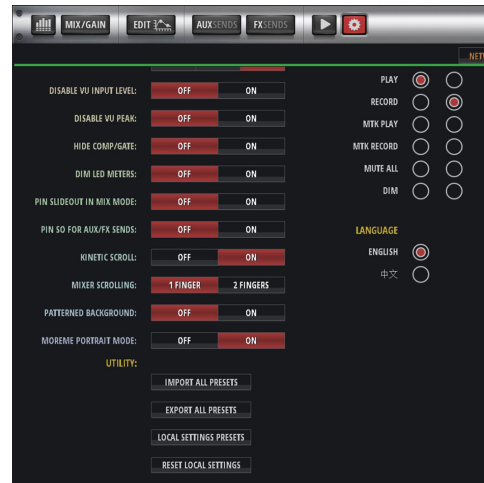 MIX/GAIN EDIT AUXSENDS FXSENDS
NETW
DISABLE VU INPUT LEVEL: OFF ON
DISABLE VU PEAK: OFF ON
HIDE COMP/GATE: OFF ON
DIM LED METERS: OFF ON
PIN SLIDEOUT IN MIX MODE: OFF ON
PIN SO FOR AUX/FX SENDS: OFF ON
KINETIC SCROLL: OFF ON
MIXER SCROLLING: 1 FINGER 2 FINGERS
PATTERNED BACKGROUND: OFF ON
MOREME PORTRAIT MODE: OFF ON
UTILITY:
IMPORT ALL PRESETS
EXPORT ALL PRESETS
LOCAL SETTINGS PRESETS
RESET LOCAL SETTINGS
PLAY
RECORD
MTK PLAY
MTK RECORD
MUTE ALL
DIM
LANGUAGE
ENGLISH
中文